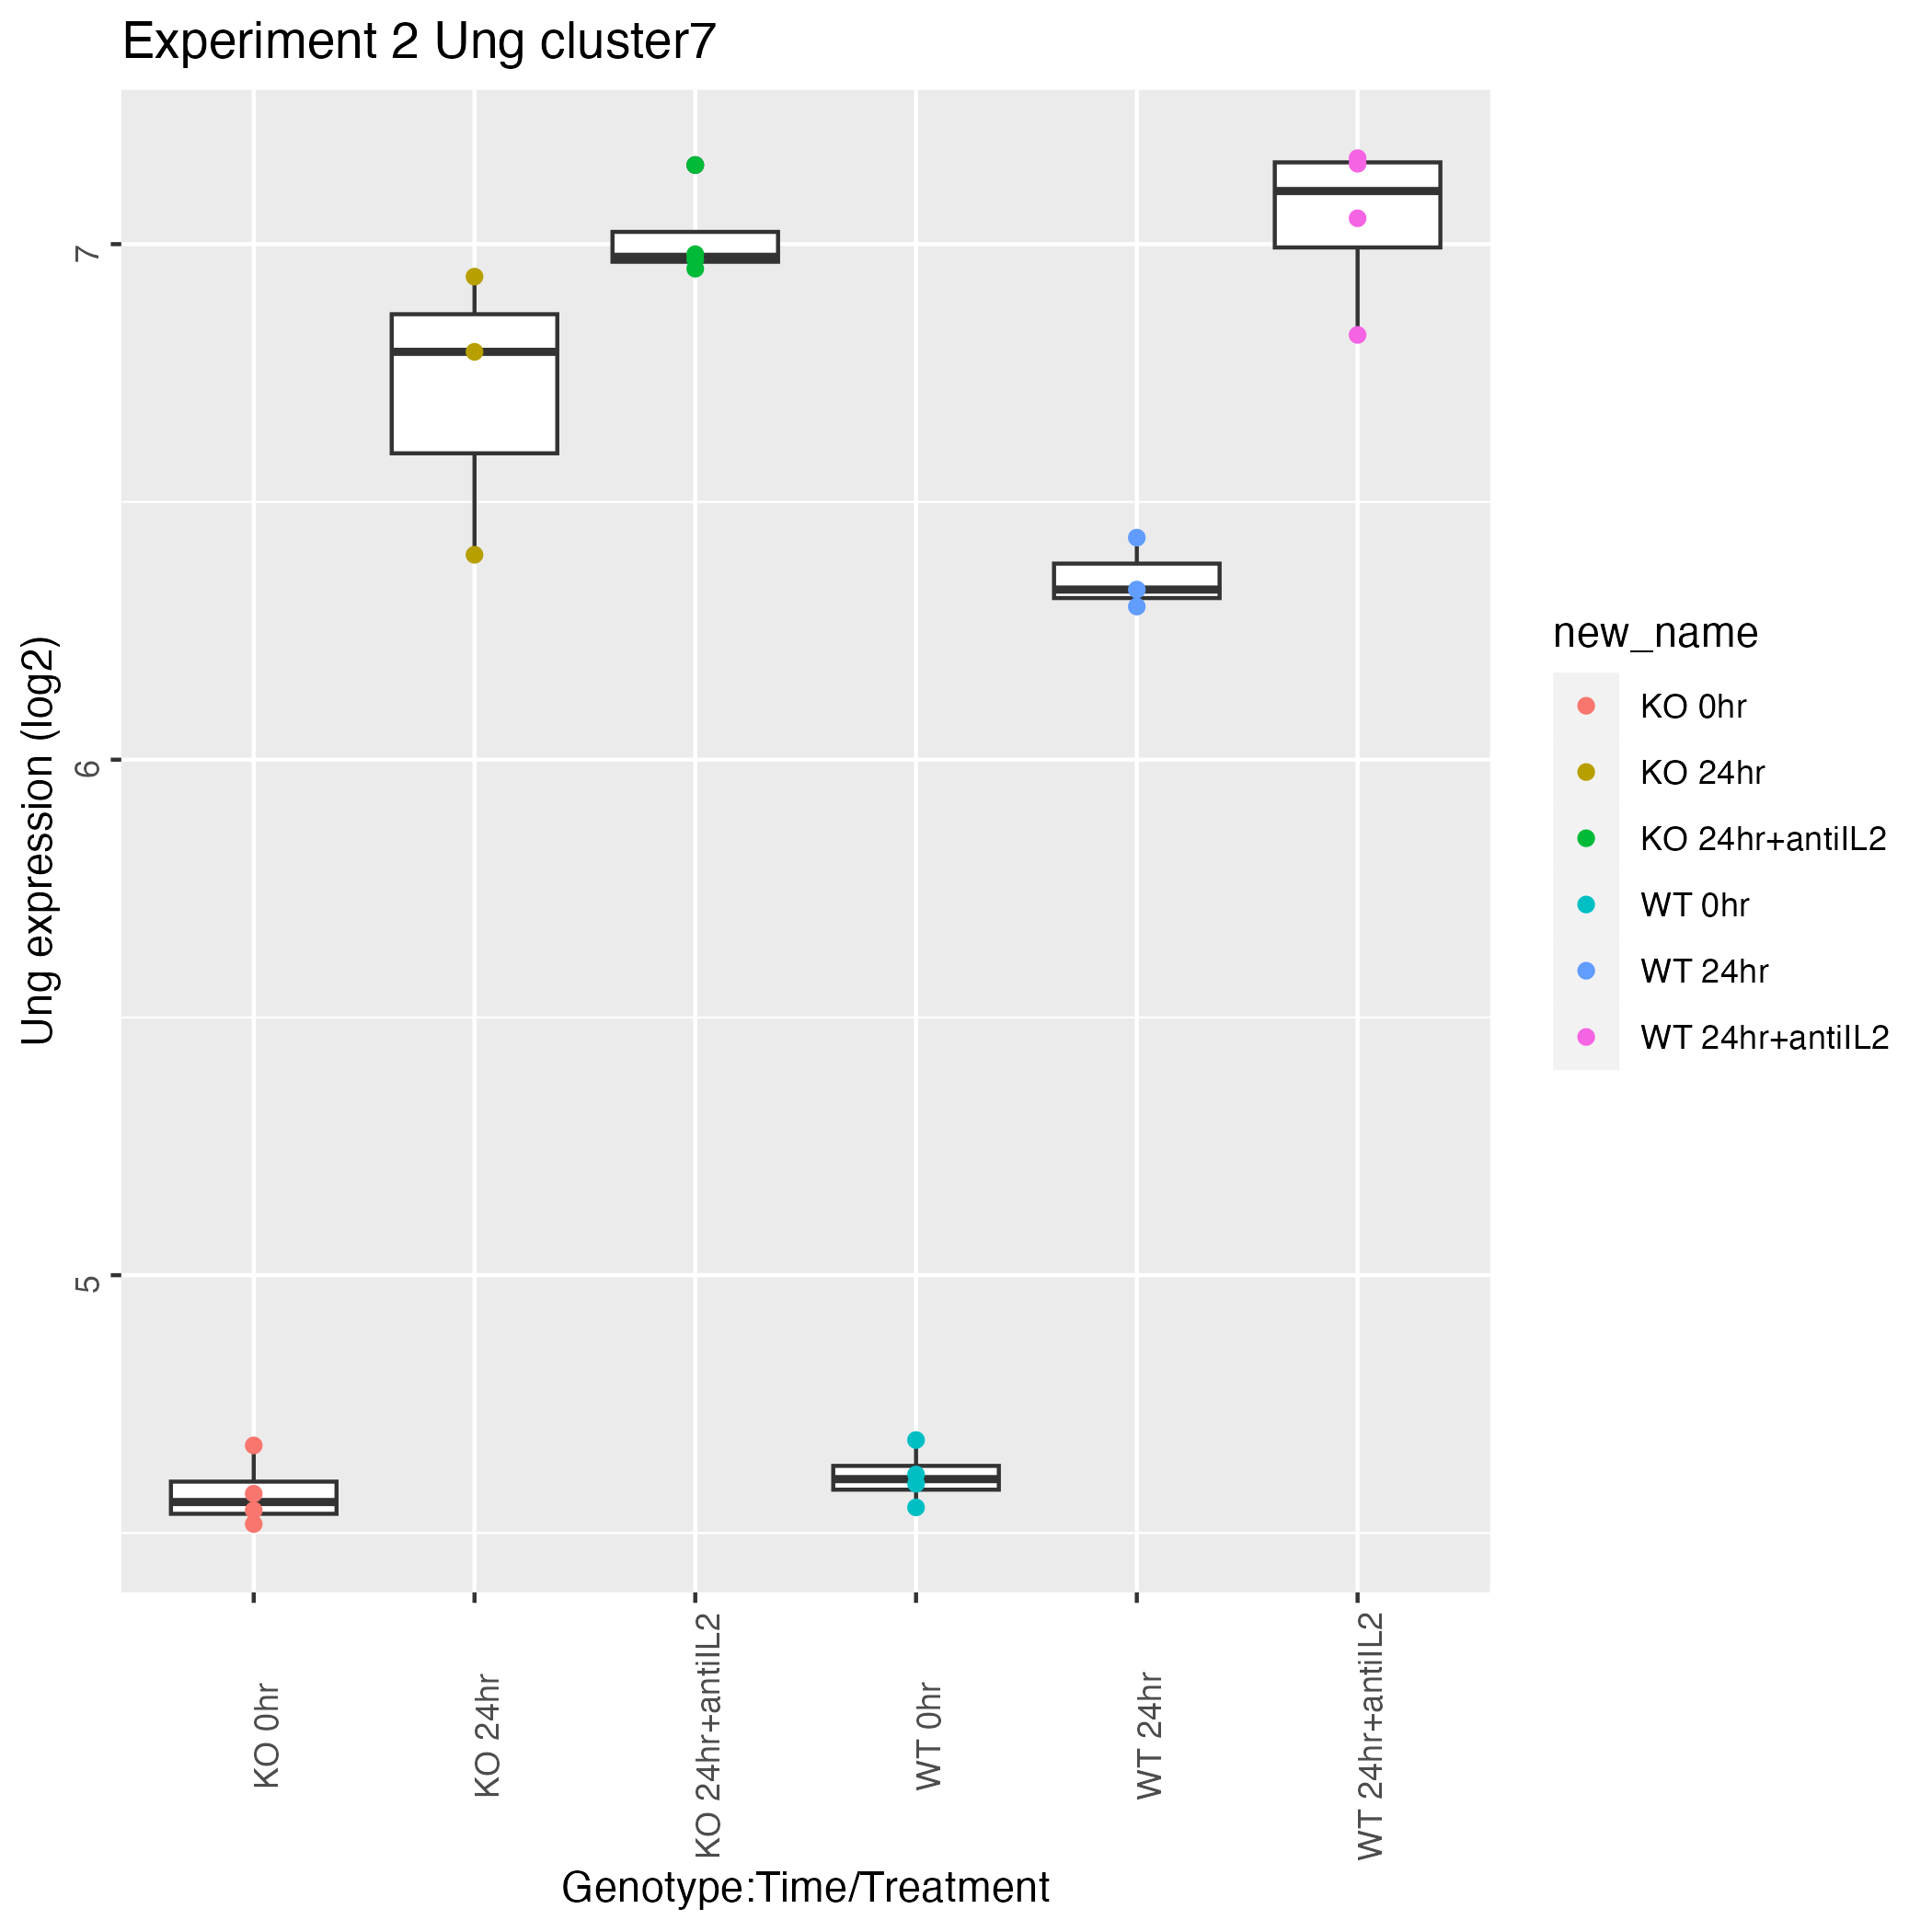 Experiment 2 Ung cluster7
Ung expression (log2)
7
6
5
KO 0hr
KO 24hr
KO 24hr+antiIL2
WT 0hr
WT 24hr
WT 24hr+antiIL2
Genotype:Time/Treatment
new_name
KO 0hr
KO 24hr
KO 24hr+antiIL2
WT 0hr
WT 24hr
WT 24hr+antiIL2